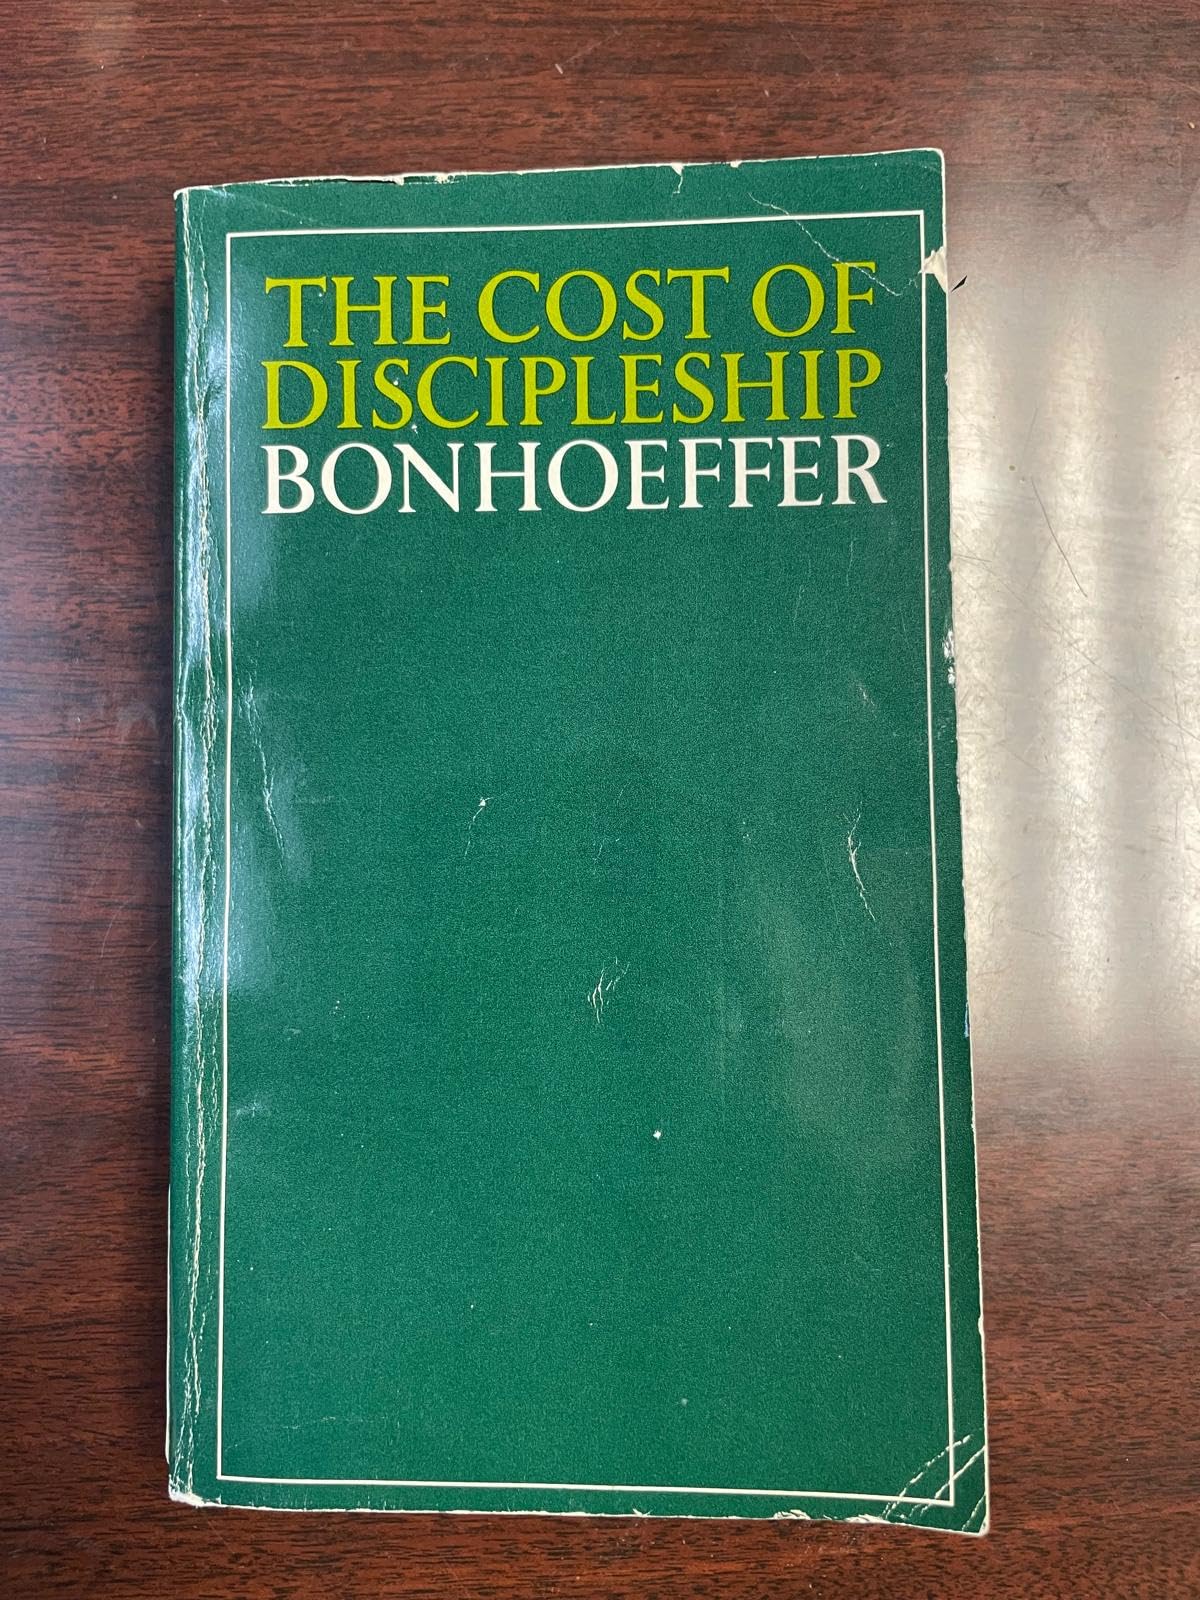 THE COST OF
DISCIPLESHIP
BONHOEFFER